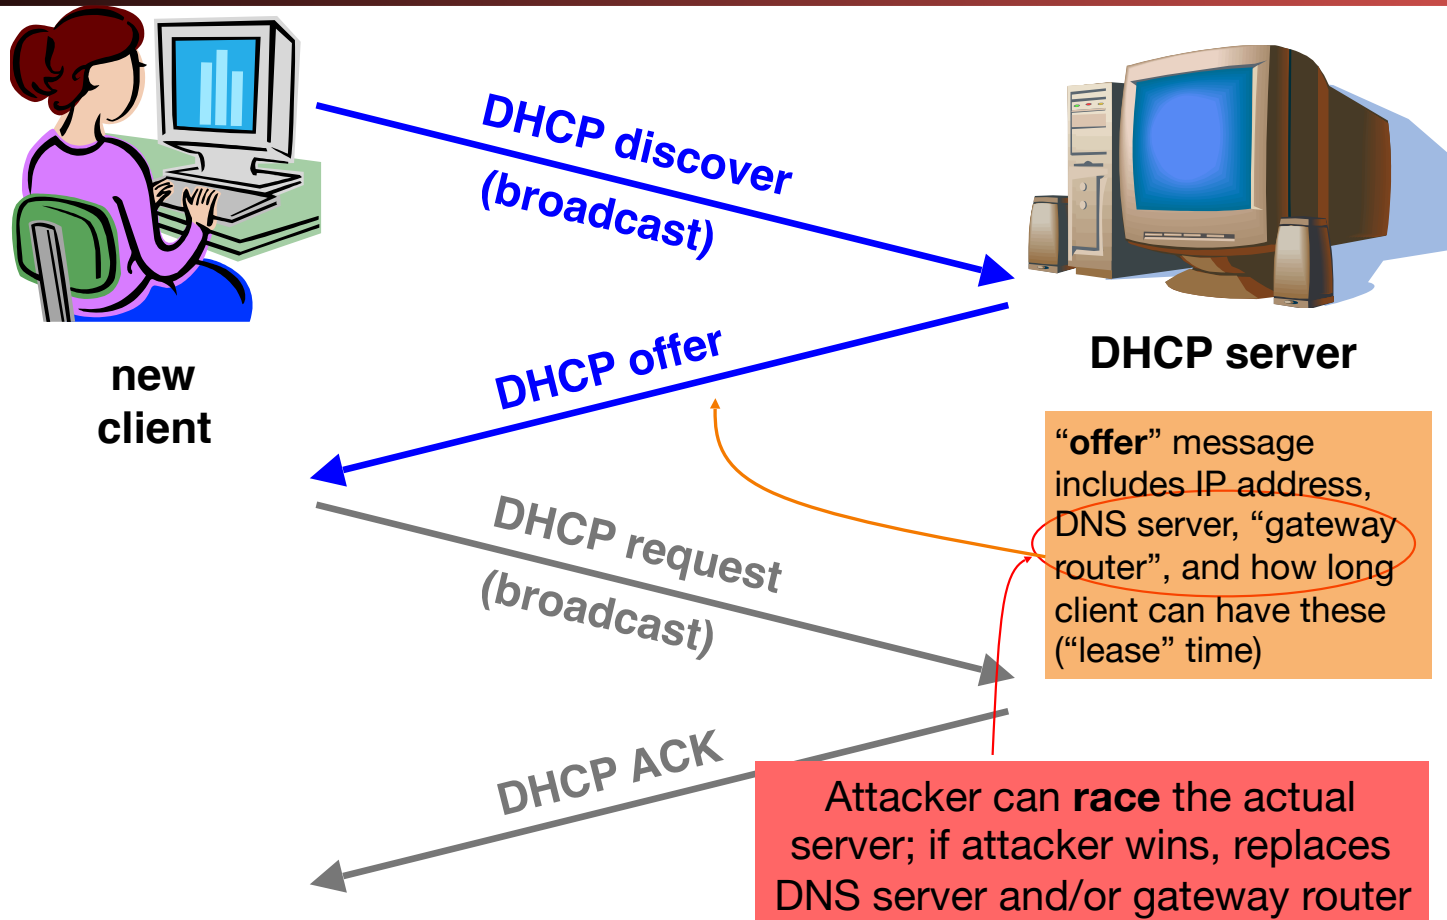 DHCP discover
(broadcast)
DHCP offer
DHCP server
new
client
“offer” message
includes IP address,
DNS server, “gateway
router”, and how long
client can have these
(“lease” time)
DHCP request
(broadcast)
DHCP ACK
Attacker can race the actual
server; if attacker wins, replaces
DNS server and/or gateway router